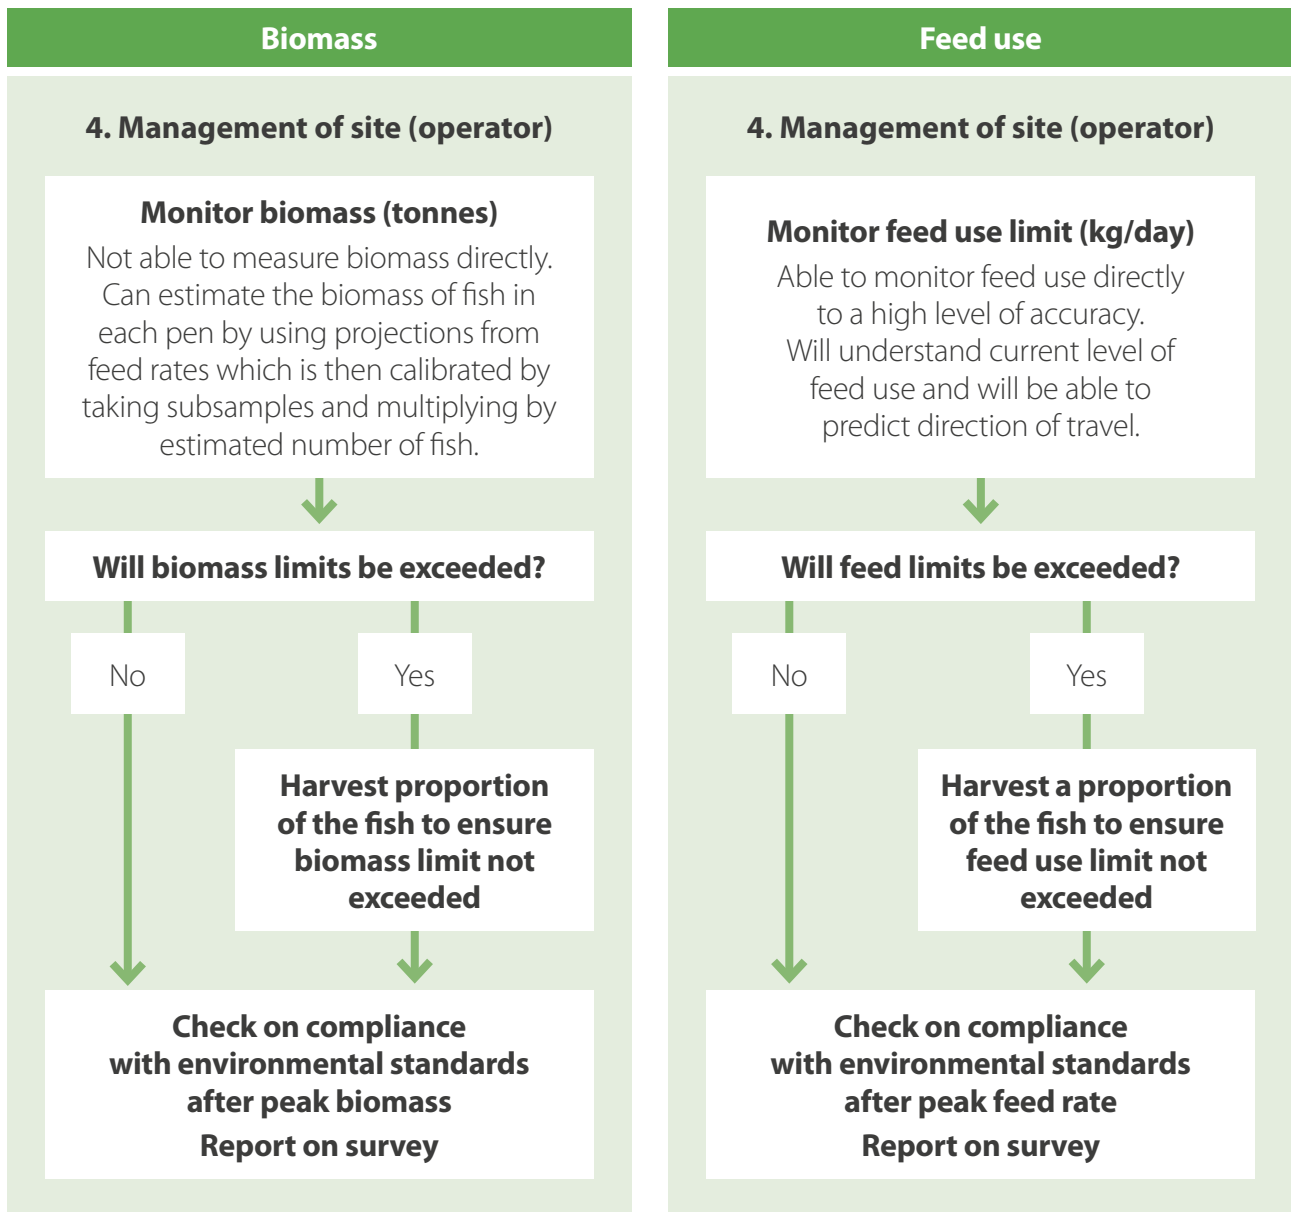 Biomass
4. Management of site (operator)
Monitor biomass (tonnes)
Not able to measure biomass directly.
Can estimate the biomass of fish in
each pen by using projections from
feed rates which is then calibrated by
taking subsamples and multiplying by
estimated number of fish.
Will biomass limits be exceeded?
No
Yes
Harvest proportion
of the fish to ensure
biomass limit not
exceeded
Check on compliance
with environmental standards
after peak biomass
Report on survey
Feed use
4. Management of site (operator)
Monitor feed use limit (kg/day)
Able to monitor feed use directly
to a high level of accuracy.
Will understand current level of
feed use and will be able to
predict direction of travel.
Will feed limits be exceeded?
No
Yes
Harvest a proportion
of the fish to ensure
feed use limit not
exceeded
Check on compliance
with environmental standards
after peak feed rate
Report on survey